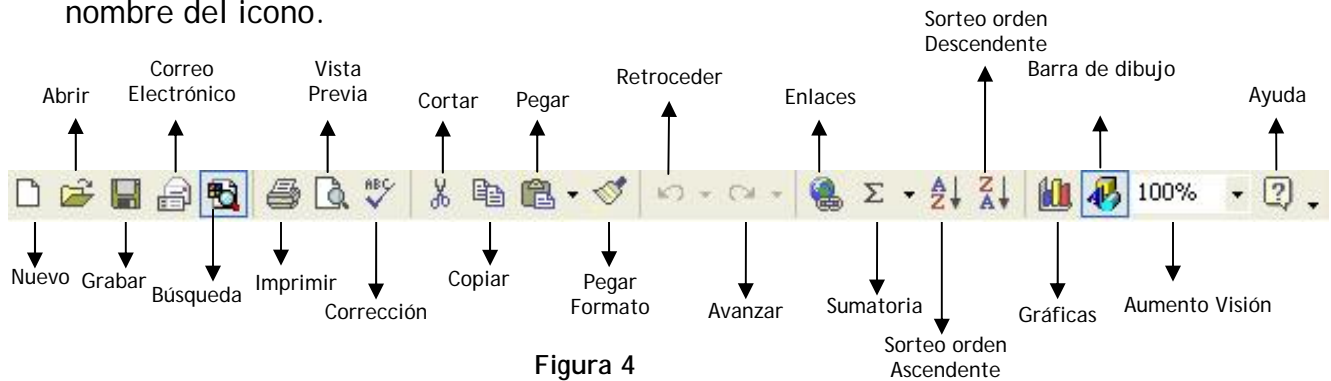 nombre del icono.
Sorteo orden
Descendente
Correo
Electrónico
Vista
Previa
Retroceder
Barra de dibujo
Abrir
Cortar
Pegar
Enlaces
Ayuda
ABC
Σ
A
Z
Z
A
100%
?
Nuevo
Grabar
Búsqueda
Imprimir
Corrección
Copiar
Pegar
Formato
Avanzar
Sumatoria
Sorteo orden
Ascendente
Gráficas
Aumento Visión
Figura 4